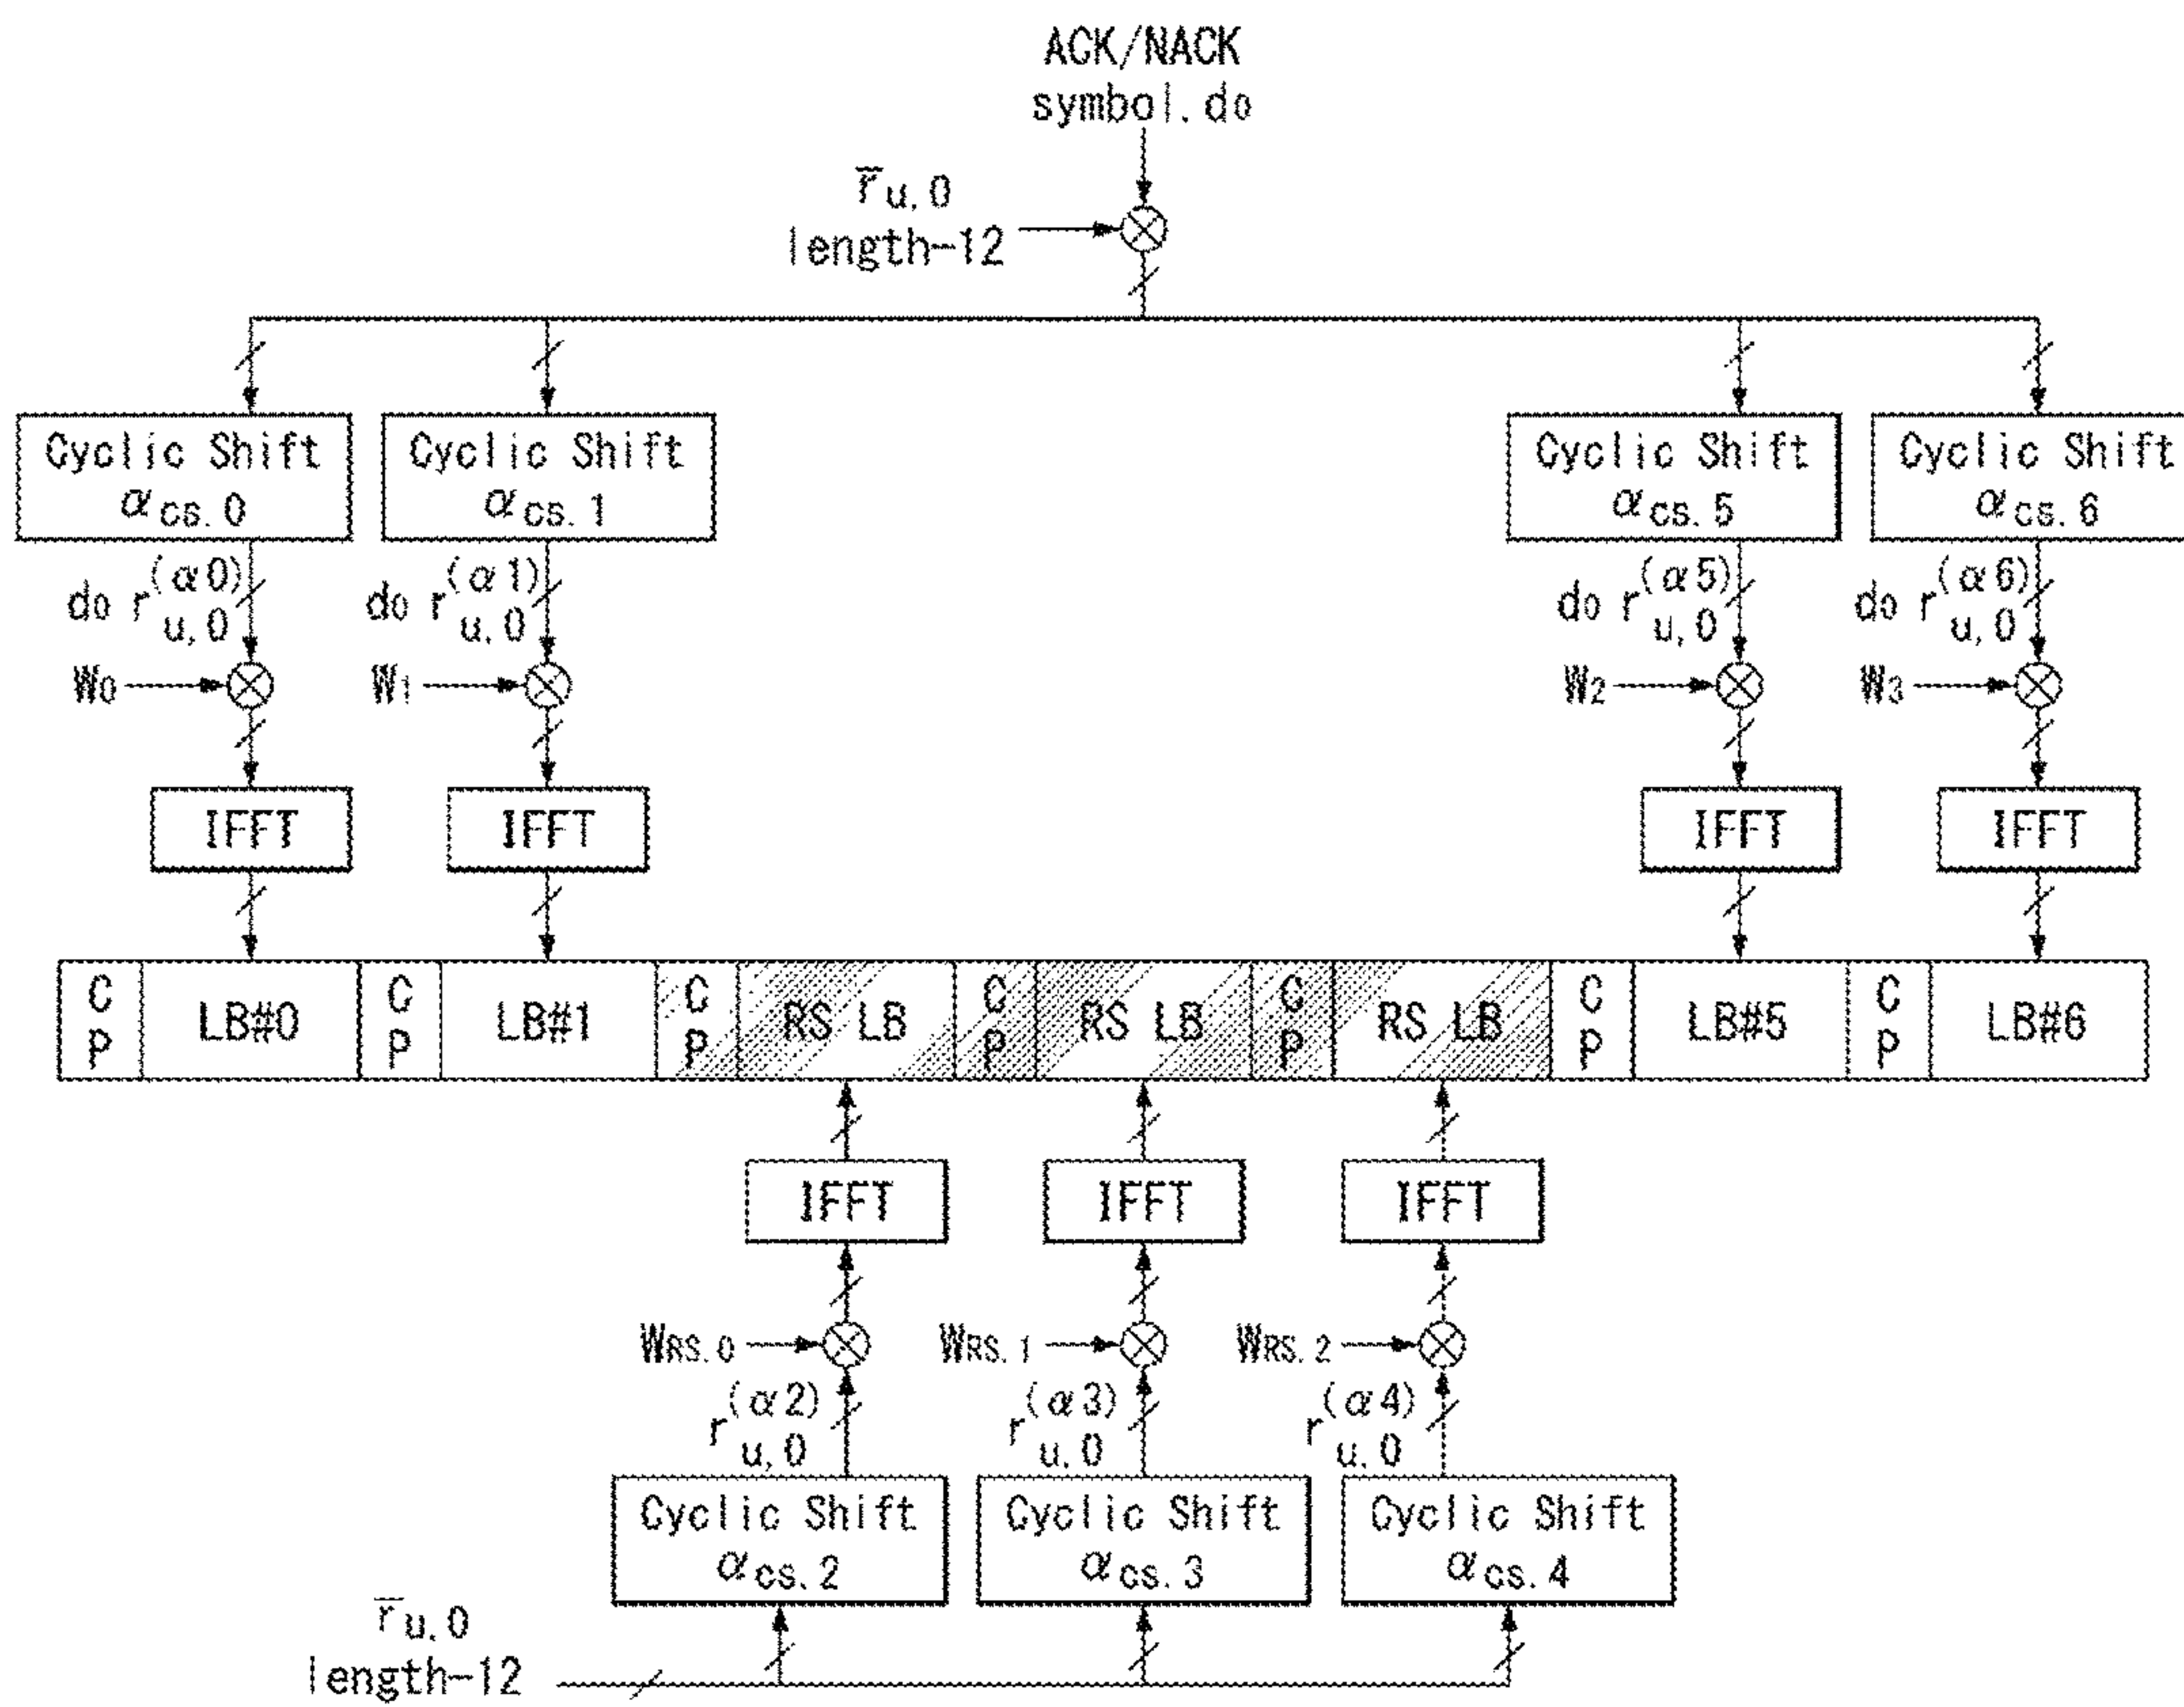 ACK/NACK
symbol.d0
r̅u,0
length-12
Cyclic Shift
αcs.0
Cyclic Shift
αcs.1
Cyclic Shift
αcs.5
Cyclic Shift
αcs.6
d0 r(α0)u,0
d0 r(α1)u,0
d0 r(α5)u,0
d0 r(α6)u,0
W0
W1
W2
W3
IFFT
IFFT
IFFT
IFFT
CP LB#0 CP LB#1 CP RS LB CP RS LB CP RS LB CP LB#5 CP LB#6
IFFT
IFFT
IFFT
WRS.0
WRS.1
WRS.2
r(α2)u,0
r(α3)u,0
r(α4)u,0
Cyclic Shift
αcs.2
Cyclic Shift
αcs.3
Cyclic Shift
αcs.4
r̅u,0
length-12